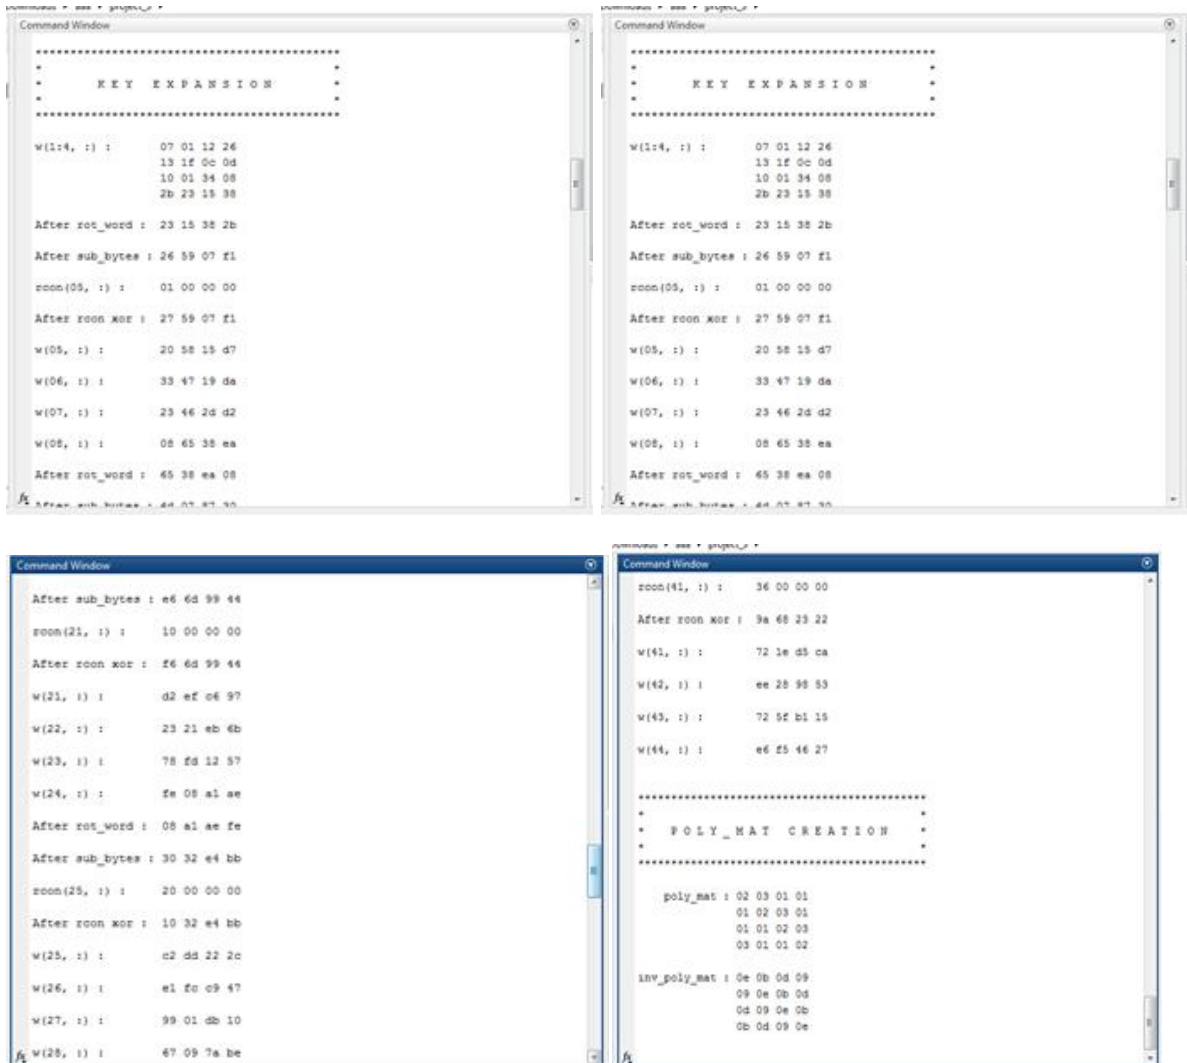 Command Window
*******************************************
* *
* K E Y E X P A N S I O N *
* *
*******************************************
w(1:4, :) : 07 01 12 26
13 1f 0c 0d
10 01 34 08
2b 23 15 38
After rot_word : 23 15 38 2b
After sub_bytes : 26 59 07 f1
rcon(05, :) : 01 00 00 00
After rcon xor : 27 59 07 f1
w(05, :) : 20 58 15 d7
w(06, :) : 33 47 19 da
w(07, :) : 23 46 2d d2
w(08, :) : 08 65 38 ea
After rot_word : 65 38 ea 08
After sub_bytes : 4d 07 87 30
Command Window
*******************************************
* *
* K E Y E X P A N S I O N *
* *
*******************************************
w(1:4, :) : 07 01 12 26
13 1f 0c 0d
10 01 34 08
2b 23 15 38
After rot_word : 23 15 38 2b
After sub_bytes : 26 59 07 f1
rcon(05, :) : 01 00 00 00
After rcon xor : 27 59 07 f1
w(05, :) : 20 58 15 d7
w(06, :) : 33 47 19 da
w(07, :) : 23 46 2d d2
w(08, :) : 08 65 38 ea
After rot_word : 65 38 ea 08
After sub_bytes : 4d 07 87 30
Command Window
After sub_bytes : e6 6d 99 44
rcon(21, :) : 10 00 00 00
After rcon xor : f6 6d 99 44
w(21, :) : d2 ef c6 97
w(22, :) : 23 21 eb 6b
w(23, :) : 78 fd 12 57
w(24, :) : fe 08 a1 ae
After rot_word : 08 a1 ae fe
After sub_bytes : 30 32 e4 bb
rcon(25, :) : 20 00 00 00
After rcon xor : 10 32 e4 bb
w(25, :) : c2 dd 22 2c
w(26, :) : e1 fc c9 47
w(27, :) : 99 01 db 10
w(28, :) : 67 09 7a be
Command Window
rcon(41, :) : 36 00 00 00
After rcon xor : 9a 68 23 22
w(41, :) : 72 1e d5 ca
w(42, :) : ee 28 98 53
w(43, :) : 72 5f b1 15
w(44, :) : e6 f5 46 27
*******************************************
* *
* P O L Y _ M A T C R E A T I O N *
* *
*******************************************
poly_mat : 02 03 01 01
01 02 03 01
01 01 02 03
03 01 01 02
inv_poly_mat : 0e 0b 0d 09
09 0e 0b 0d
0d 09 0e 0b
0b 0d 09 0e